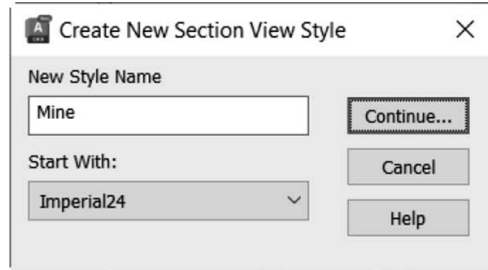 Create New Section View Style
New Style Name
Mine
Continue...
Start With:
Cancel
Imperial24
Help